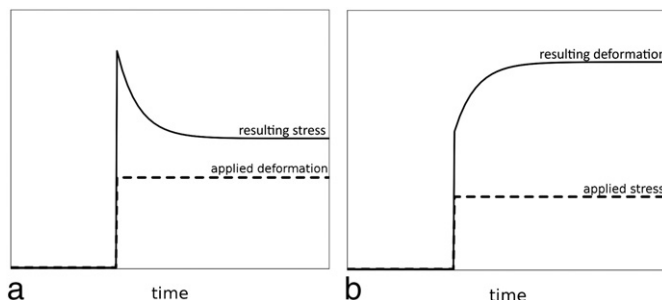 resulting stress
applied deformation
a
time
resulting deformation
applied stress
b
time